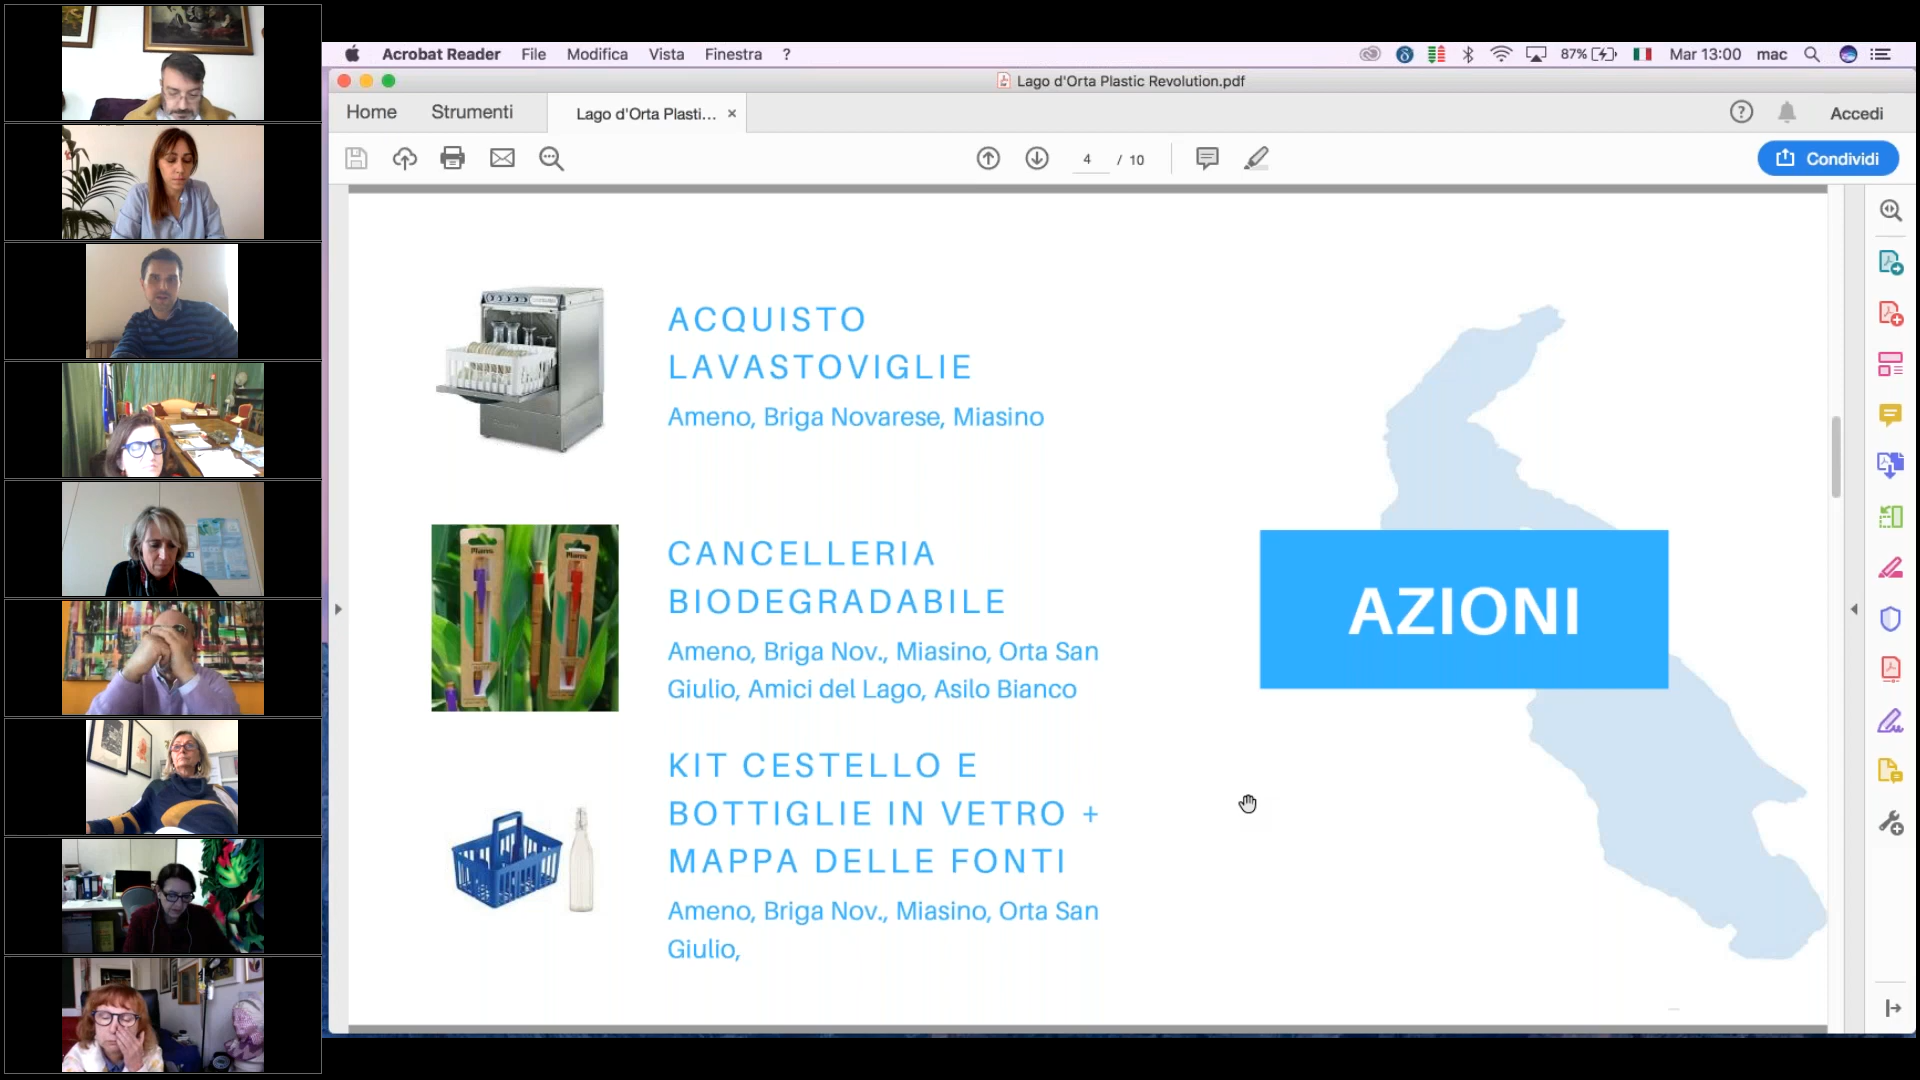 Acrobat Reader File Modifica Vista Finestra ? 87% Mar 13:00 mac
Lago d'Orta Plastic Revolution.pdf
Home Strumenti Lago d'Orta Plasti... × Accedi
4 / 10 Condividi
ACQUISTO
LAVASTOVIGLIE
Ameno, Briga Novarese, Miasino
CANCELLERIA
BIODEGRADABILE
Ameno, Briga Nov., Miasino, Orta San
Giulio, Amici del Lago, Asilo Bianco
AZIONI
KIT CESTELLO E
BOTTIGLIE IN VETRO +
MAPPA DELLE FONTI
Ameno, Briga Nov., Miasino, Orta San
Giulio,